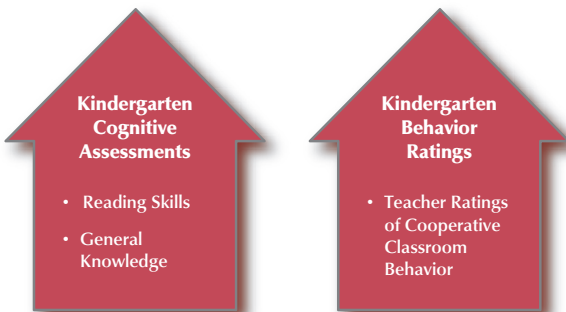 Kindergarten
Cognitive
Assessments
• Reading Skills
• General
Knowledge
Kindergarten
Behavior
Ratings
• Teacher Ratings
of Cooperative
Classroom
Behavior